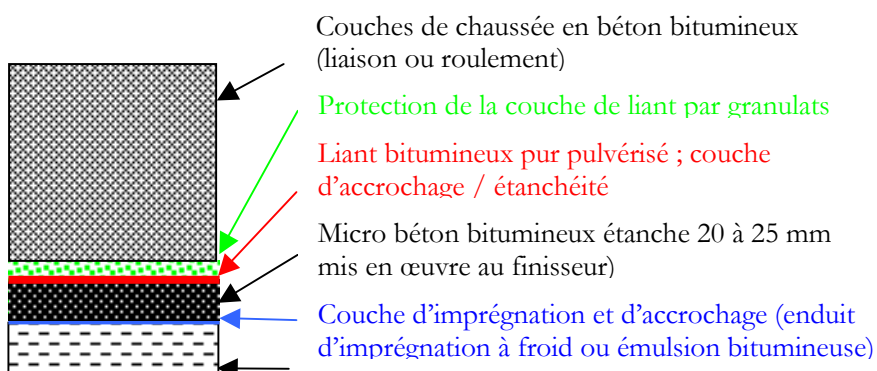 Couches de chaussée en béton bitumineux
(liaison ou roulement)
Protection de la couche de liant par granulats
Liant bitumineux pur pulvérisé ; couche
d'accrochage / étanchéité
Micro béton bitumineux étanche 20 à 25 mm
mis en œuvre au finisseur)
Couche d'imprégnation et d'accrochage (enduit
d'imprégnation à froid ou émulsion bitumineuse)